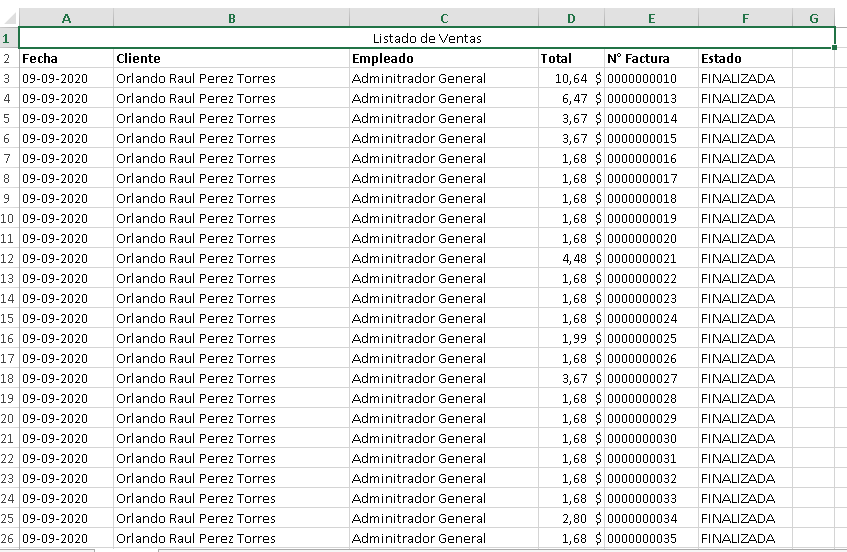 A B C D E F G
1 Listado de Ventas
2 Fecha Cliente Empleado Total N° Factura Estado
3 09-09-2020 Orlando Raul Perez Torres Adminitrador General 10,64 $ 0000000010 FINALIZADA
4 09-09-2020 Orlando Raul Perez Torres Adminitrador General 6,47 $ 0000000013 FINALIZADA
5 09-09-2020 Orlando Raul Perez Torres Adminitrador General 3,67 $ 0000000014 FINALIZADA
6 09-09-2020 Orlando Raul Perez Torres Adminitrador General 3,67 $ 0000000015 FINALIZADA
7 09-09-2020 Orlando Raul Perez Torres Adminitrador General 1,68 $ 0000000016 FINALIZADA
8 09-09-2020 Orlando Raul Perez Torres Adminitrador General 1,68 $ 0000000017 FINALIZADA
9 09-09-2020 Orlando Raul Perez Torres Adminitrador General 1,68 $ 0000000018 FINALIZADA
10 09-09-2020 Orlando Raul Perez Torres Adminitrador General 1,68 $ 0000000019 FINALIZADA
11 09-09-2020 Orlando Raul Perez Torres Adminitrador General 1,68 $ 0000000020 FINALIZADA
12 09-09-2020 Orlando Raul Perez Torres Adminitrador General 4,48 $ 0000000021 FINALIZADA
13 09-09-2020 Orlando Raul Perez Torres Adminitrador General 1,68 $ 0000000022 FINALIZADA
14 09-09-2020 Orlando Raul Perez Torres Adminitrador General 1,68 $ 0000000023 FINALIZADA
15 09-09-2020 Orlando Raul Perez Torres Adminitrador General 1,68 $ 0000000024 FINALIZADA
16 09-09-2020 Orlando Raul Perez Torres Adminitrador General 1,99 $ 0000000025 FINALIZADA
17 09-09-2020 Orlando Raul Perez Torres Adminitrador General 1,68 $ 0000000026 FINALIZADA
18 09-09-2020 Orlando Raul Perez Torres Adminitrador General 3,67 $ 0000000027 FINALIZADA
19 09-09-2020 Orlando Raul Perez Torres Adminitrador General 1,68 $ 0000000028 FINALIZADA
20 09-09-2020 Orlando Raul Perez Torres Adminitrador General 1,68 $ 0000000029 FINALIZADA
21 09-09-2020 Orlando Raul Perez Torres Adminitrador General 1,68 $ 0000000030 FINALIZADA
22 09-09-2020 Orlando Raul Perez Torres Adminitrador General 1,68 $ 0000000031 FINALIZADA
23 09-09-2020 Orlando Raul Perez Torres Adminitrador General 1,68 $ 0000000032 FINALIZADA
24 09-09-2020 Orlando Raul Perez Torres Adminitrador General 1,68 $ 0000000033 FINALIZADA
25 09-09-2020 Orlando Raul Perez Torres Adminitrador General 2,80 $ 0000000034 FINALIZADA
26 09-09-2020 Orlando Raul Perez Torres Adminitrador General 1,68 $ 0000000035 FINALIZADA